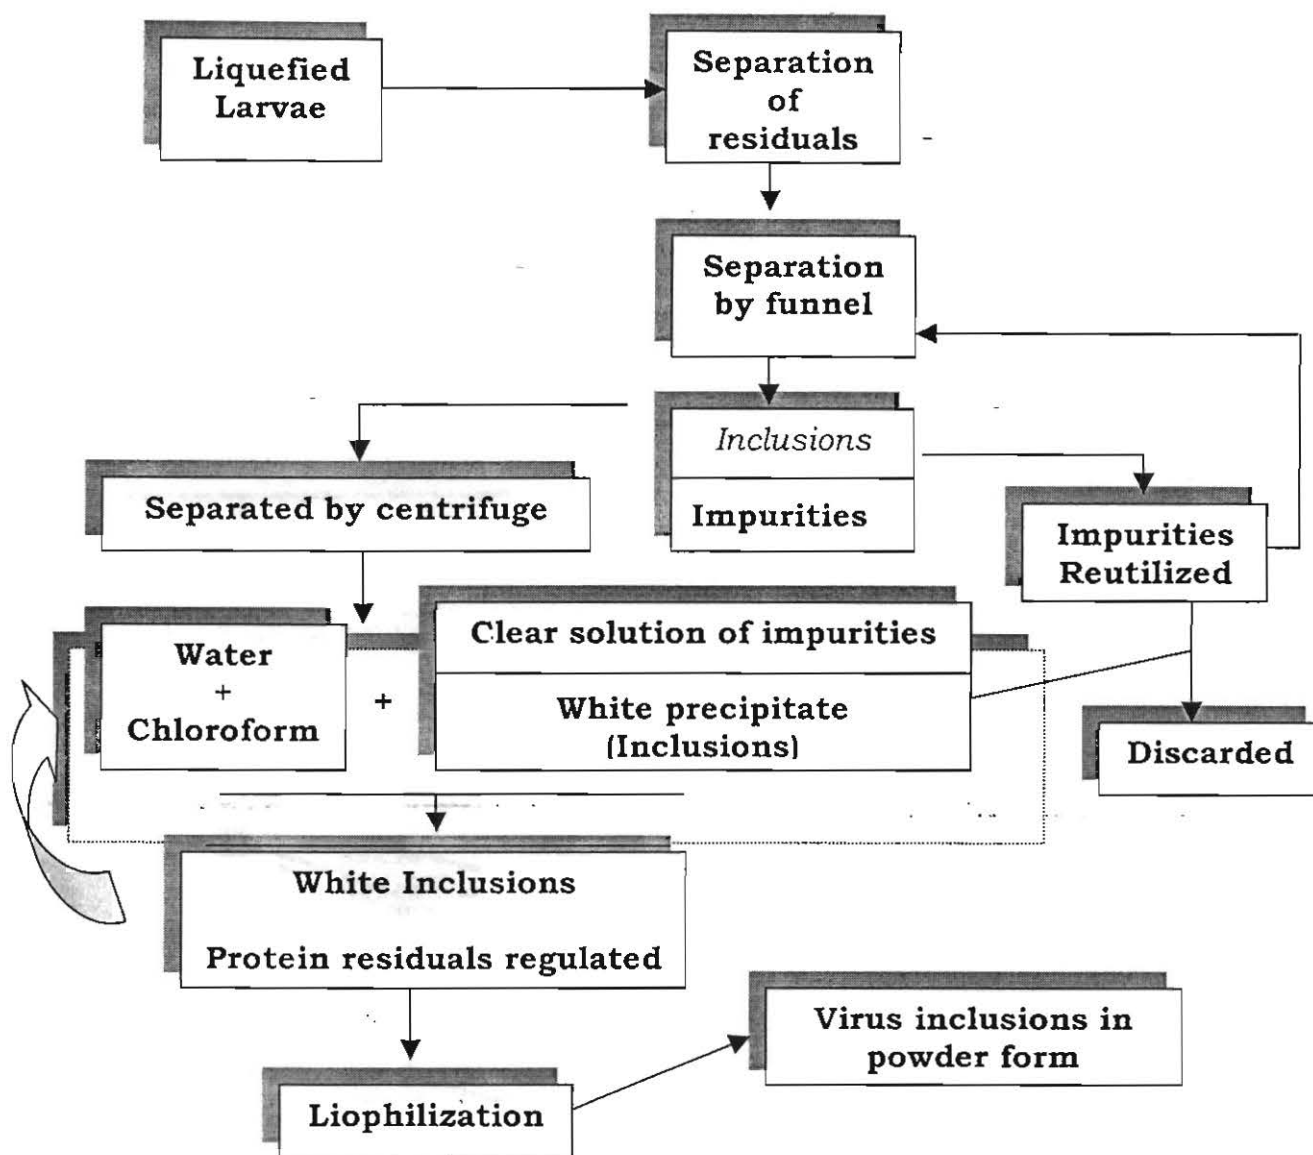 Liquefied
Larvae
Separation
of
residuals
Separation
by funnel
Inclusions
Impurities
Separated by centrifuge
Impurities
Reutilized
Water
+
Chloroform
+
Clear solution of impurities
White precipitate
(Inclusions)
Discarded
White Inclusions
Protein residuals regulated
Virus inclusions in
powder form
Liophilization